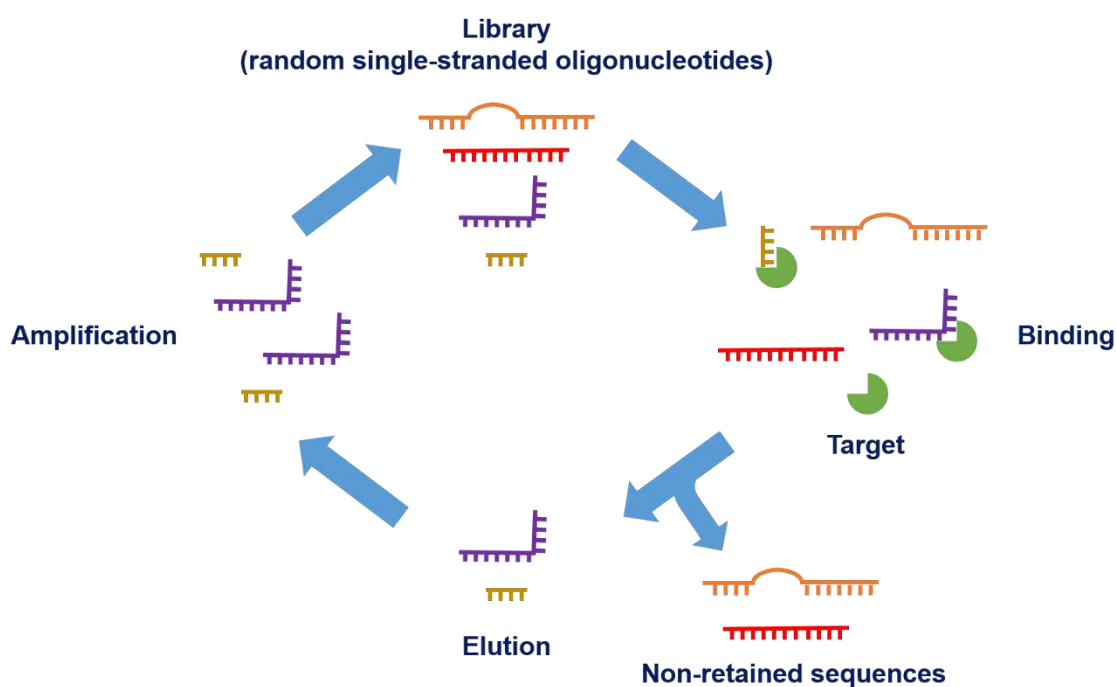 Library
(random single-stranded oligonucleotides)
Amplification
Binding
Target
Elution
Non-retained sequences